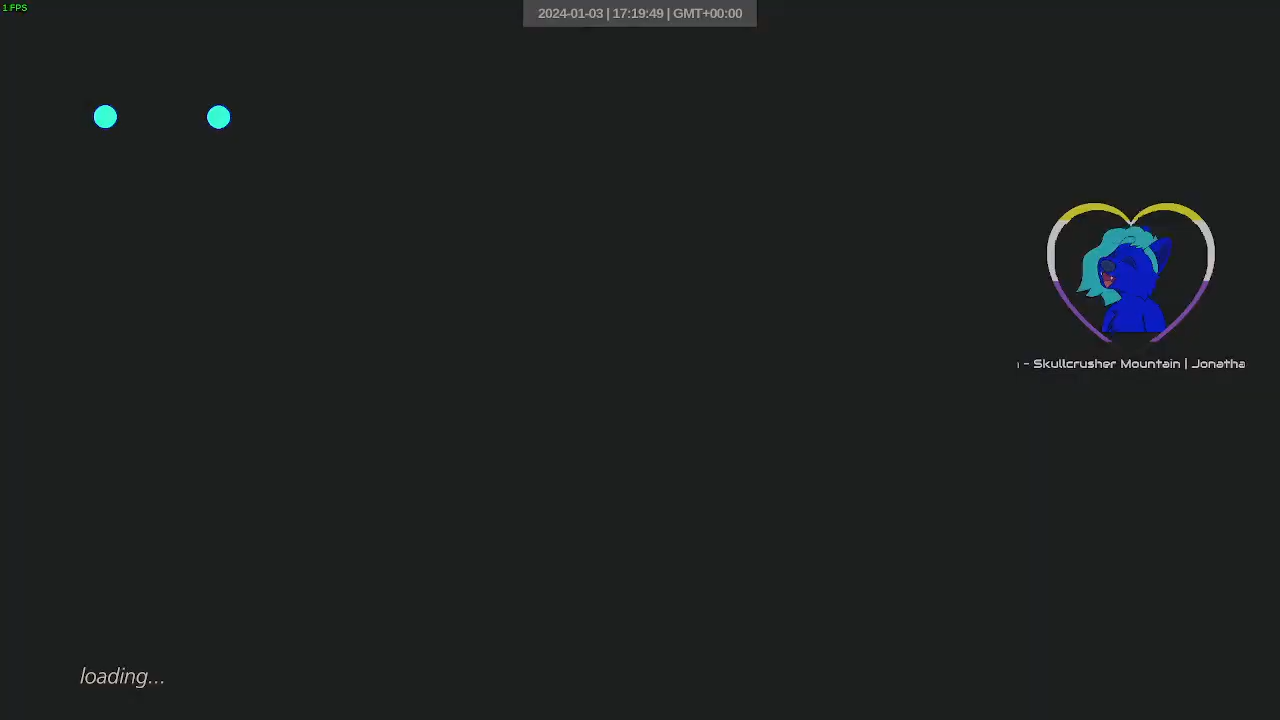 1 FPS
2024-01-03 | 17:19:49 | GMT+00:00
- Skullcrusher Mountain | Jonatha
loading...